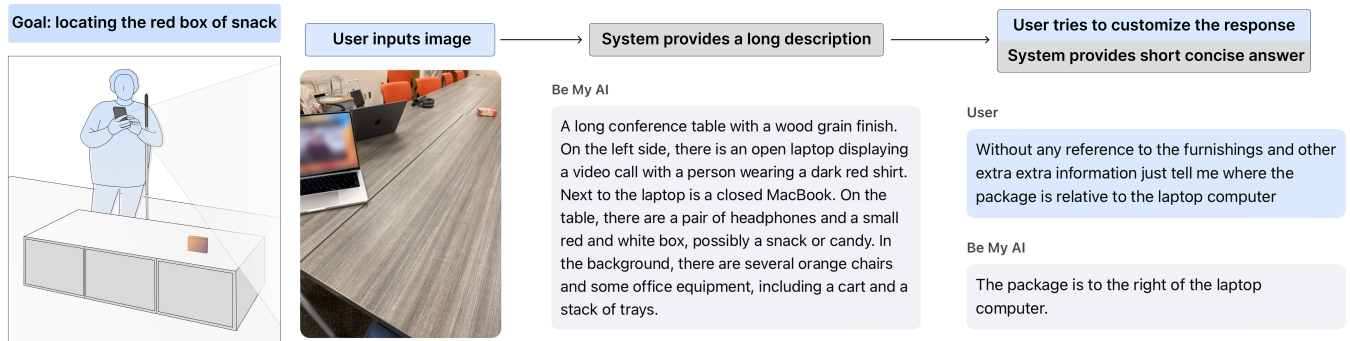 Goal: locating the red box of snack
User inputs image
System provides a long description
User tries to customize the response
System provides short concise answer
Be My AI
A long conference table with a wood grain finish.
On the left side, there is an open laptop displaying
a video call with a person wearing a dark red shirt.
Next to the laptop is a closed MacBook. On the
table, there are a pair of headphones and a small
red and white box, possibly a snack or candy. In
the background, there are several orange chairs
and some office equipment, including a cart and a
stack of trays.
User
Without any reference to the furnishings and other
extra extra information just tell me where the
package is relative to the laptop computer
Be My AI
The package is to the right of the laptop
computer.